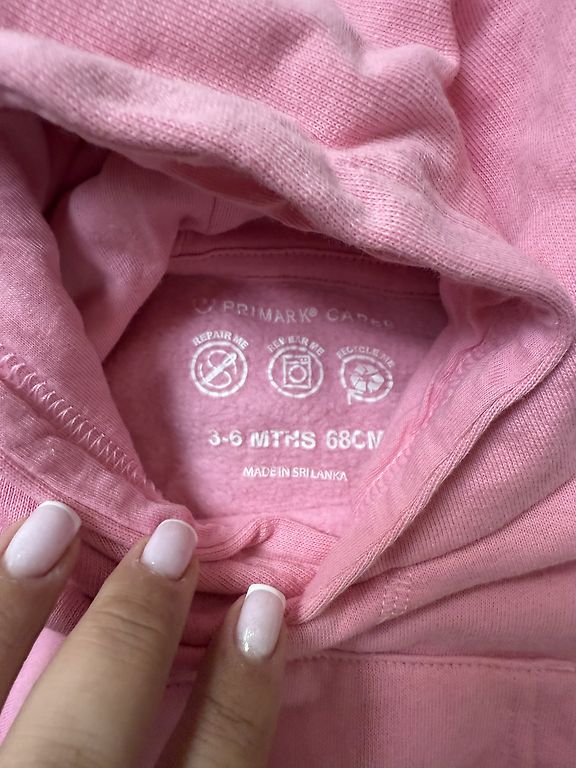 PRIMARK® CARES
REPAIR ME
REWEAR ME
RECYCLE ME
3-6 MTHS 68CM
MADE IN SRI LANKA